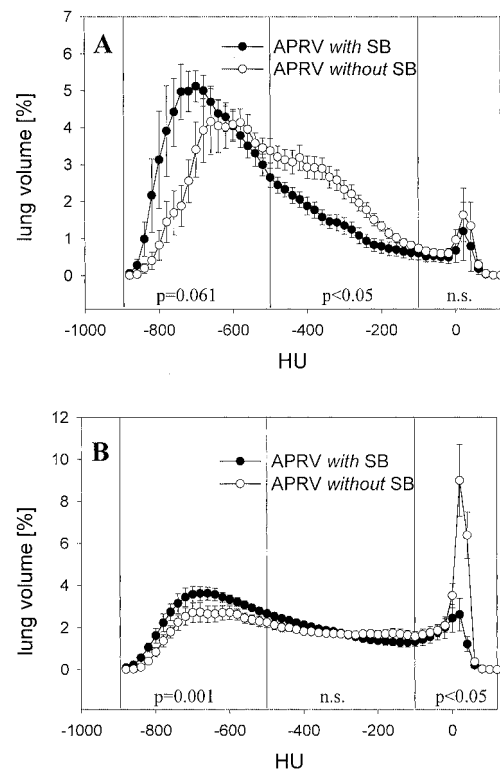 A
APRV with SB
APRV without SB
lung volume [%]
7
6
5
4
3
2
1
0
p=0.061
p<0.05
n.s.
-1000 -800 -600 -400 -200 0
HU
B
APRV with SB
APRV without SB
lung volume [%]
12
10
8
6
4
2
0
p=0.001
n.s.
p<0.05
-1000 -800 -600 -400 -200 0
HU